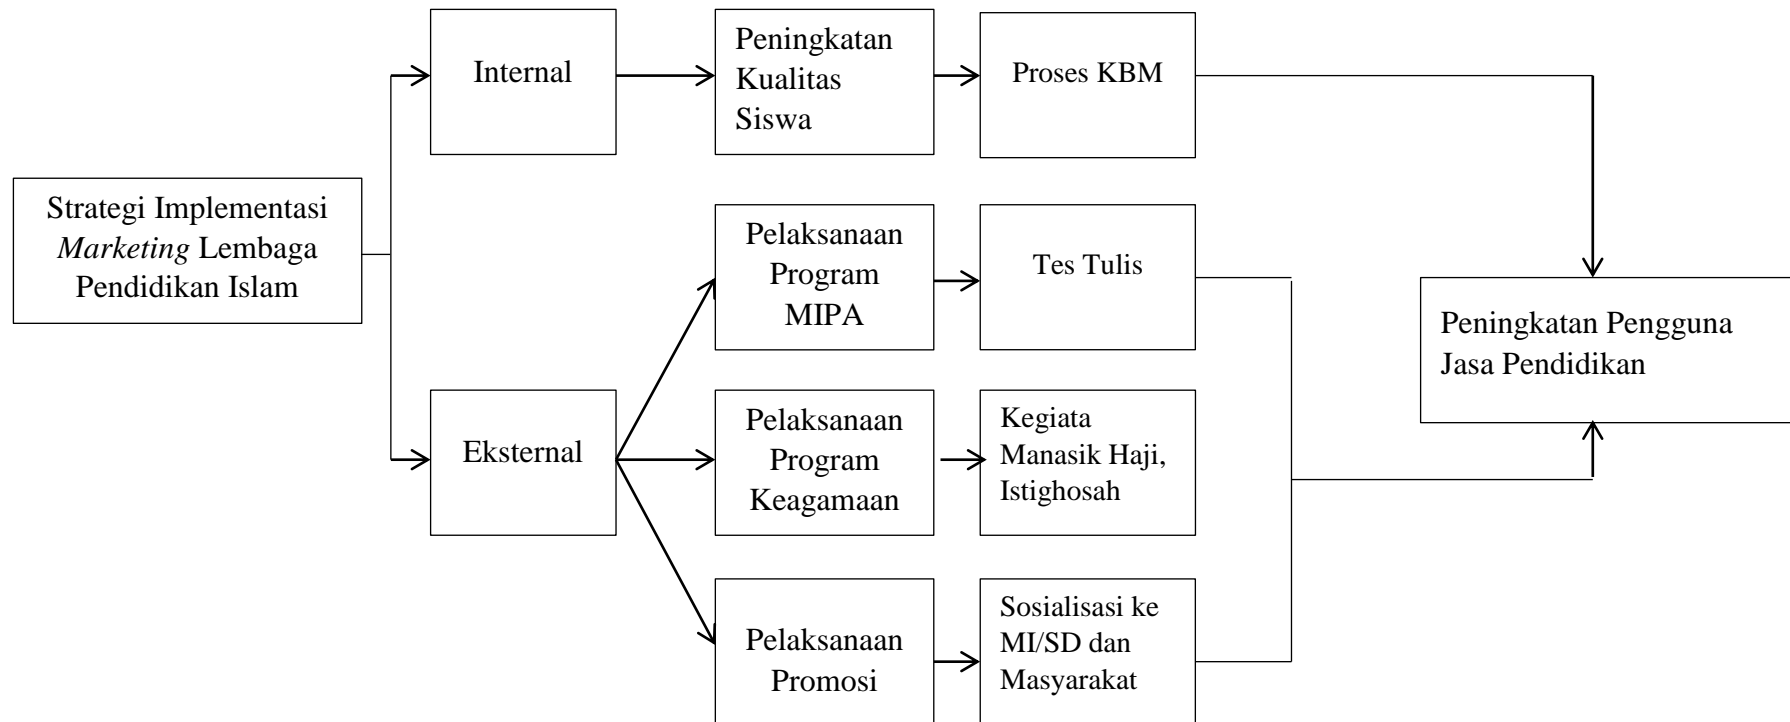 Internal
Peningkatan
Kualitas
Siswa
Proses KBM
Strategi Implementasi
Marketing Lembaga
Pendidikan Islam
Pelaksanaan
Program
MIPA
Tes Tulis
Peningkatan Pengguna
Jasa Pendidikan
Eksternal
Pelaksanaan
Program
Keagamaan
Kegiata
Manasik Haji,
Istighosah
Pelaksanaan
Promosi
Sosialisasi ke
MI/SD dan
Masyarakat